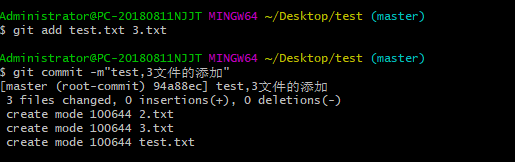 Administrator@PC-20180811NJJT MINGW64 ~/Desktop/test (master)
$ git add test.txt 3.txt
Administrator@PC-20180811NJJT MINGW64 ~/Desktop/test (master)
$ git commit -m"test,3文件的添加"
[master (root-commit) 94a88ec] test,3文件的添加
3 files changed, 0 insertions(+), 0 deletions(-)
create mode 100644 2.txt
create mode 100644 3.txt
create mode 100644 test.txt